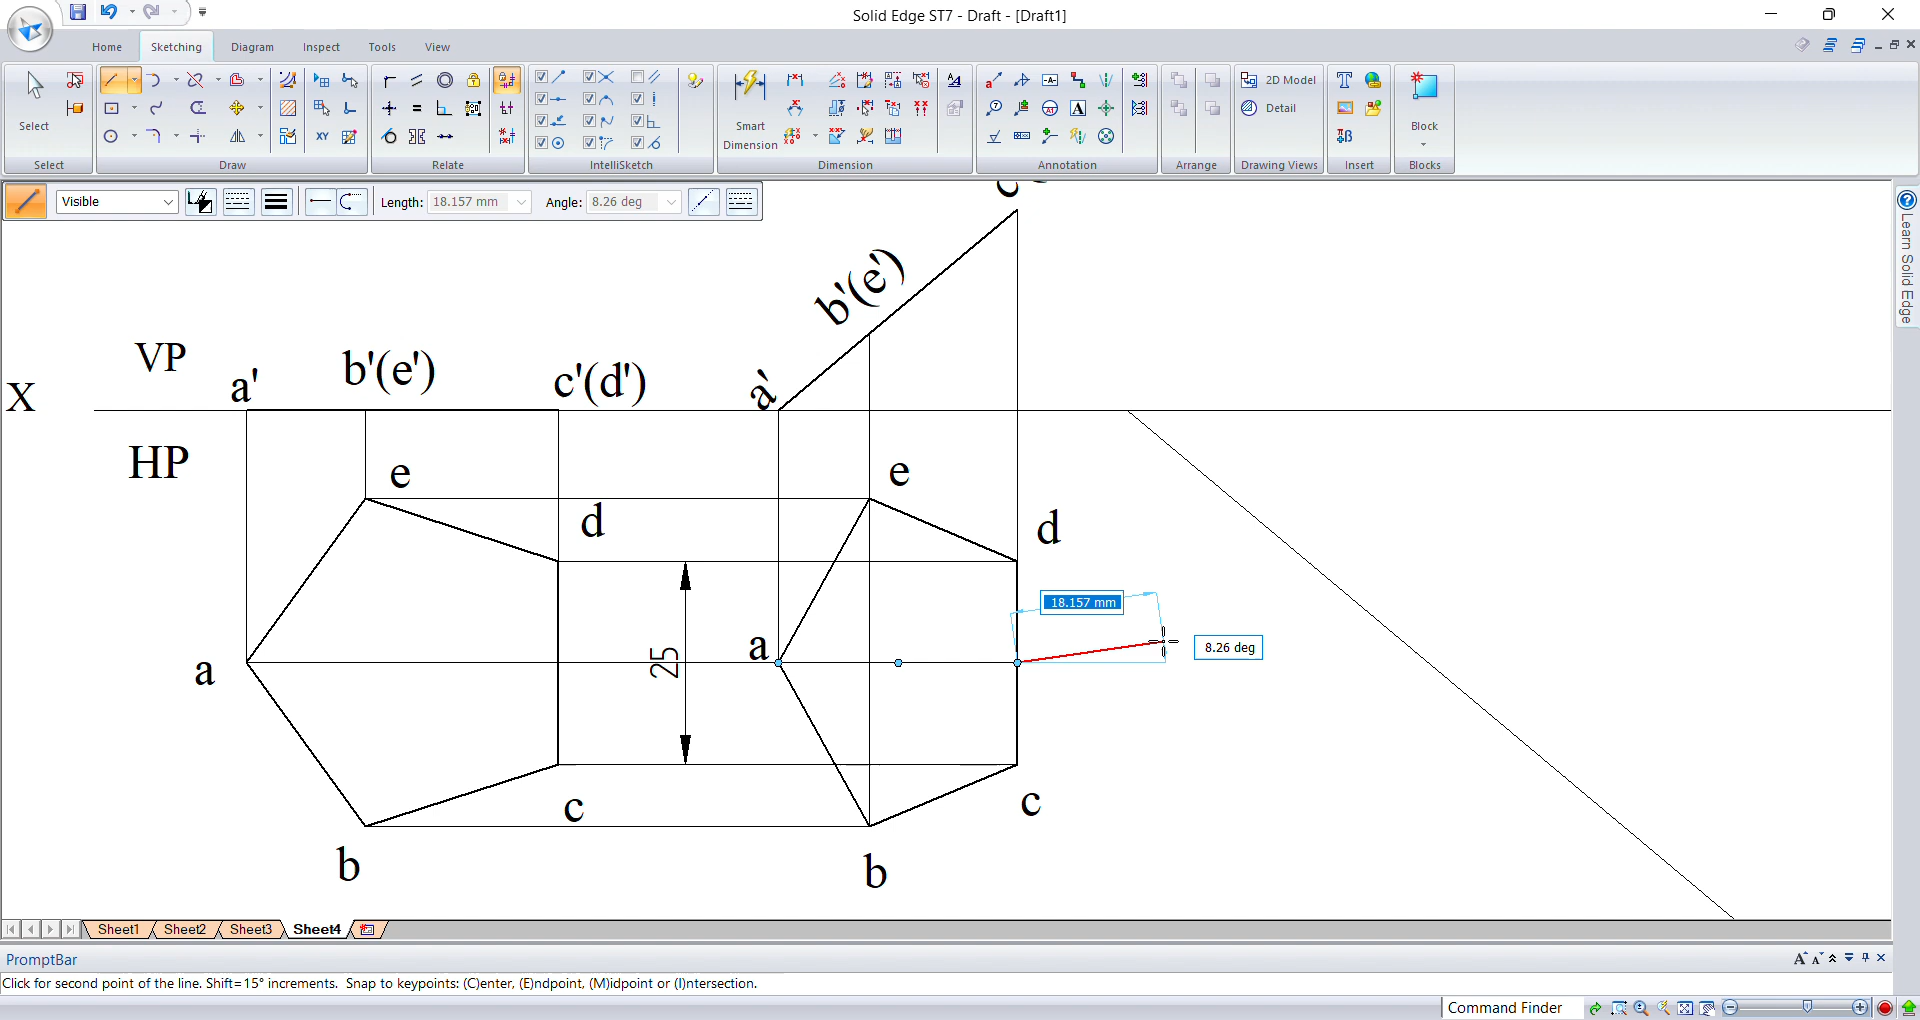 Solid Edge ST7 - Draft - [Draft1]
Home Sketching Diagram Inspect Tools View
Select
Smart
Dimension
2D Model
Detail
Block
Select Draw Relate IntelliSketch Dimension Annotation Arrange Drawing Views Insert Blocks
Visible Length: 18.157 mm Angle: 8.26 deg
Learn Solid Edge
b'(e')
VP
a' b'(e') c'(d') a'
X
HP
e e
d d
18.157 mm
8.26 deg
25
a a
c c
b b
Sheet1 Sheet2 Sheet3 Sheet4
PromptBar
Click for second point of the line. Shift=15° increments. Snap to keypoints: (C)enter, (E)ndpoint, (M)idpoint or (I)ntersection.
Command Finder